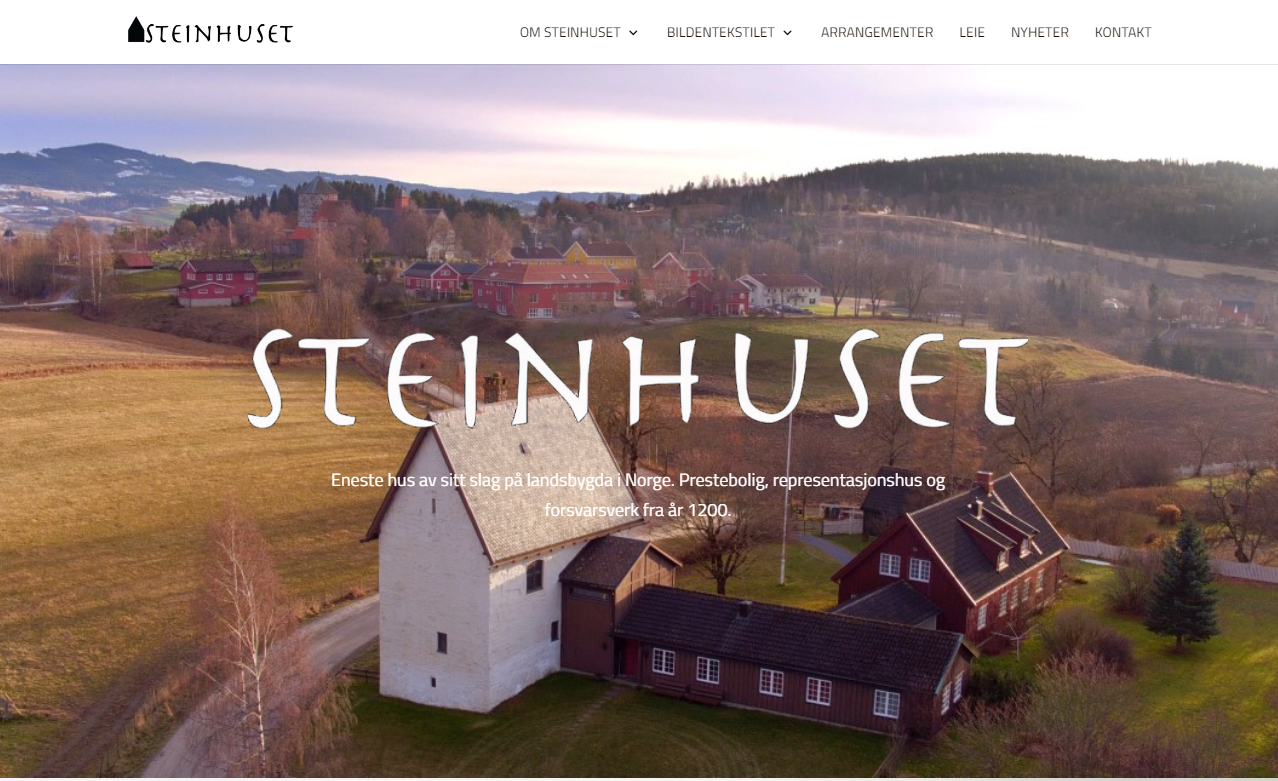 STEINHUSET
OM STEINHUSET
BILDENTEKSTILET
ARRANGEMENTER
LEIE
NYHETER
KONTAKT
STEINHUSET
Eneste hus av sitt slag på landsbygda i Norge. Prestebolig, representasjonshus og
forsvarsverk fra år 1200.